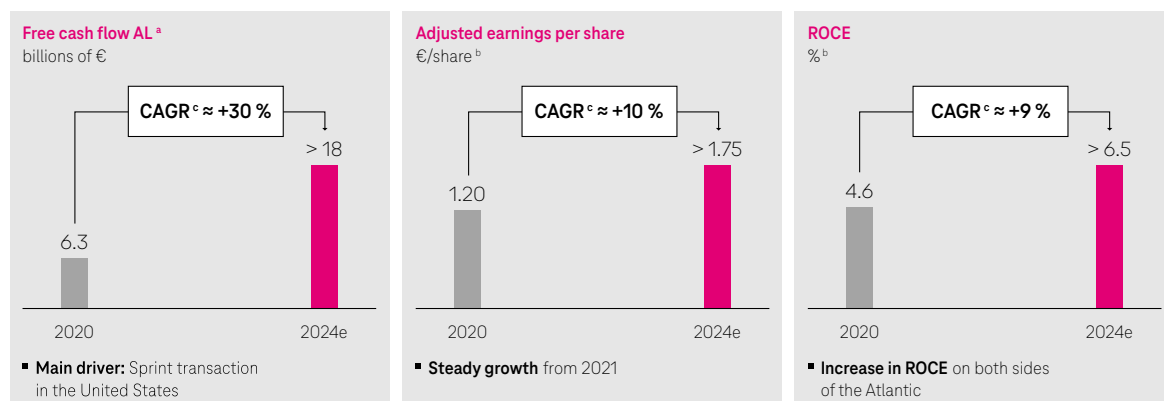 Free cash flow AL ᵃ
billions of €
CAGR ᶜ ≈ +30 %
> 18
6.3
2020
2024e
▪ Main driver: Sprint transaction
in the United States
Adjusted earnings per share
€/share ᵇ
CAGR ᶜ ≈ +10 %
> 1.75
1.20
2020
2024e
▪ Steady growth from 2021
ROCE
% ᵇ
CAGR ᶜ ≈ +9 %
> 6.5
4.6
2020
2024e
▪ Increase in ROCE on both sides
of the Atlantic